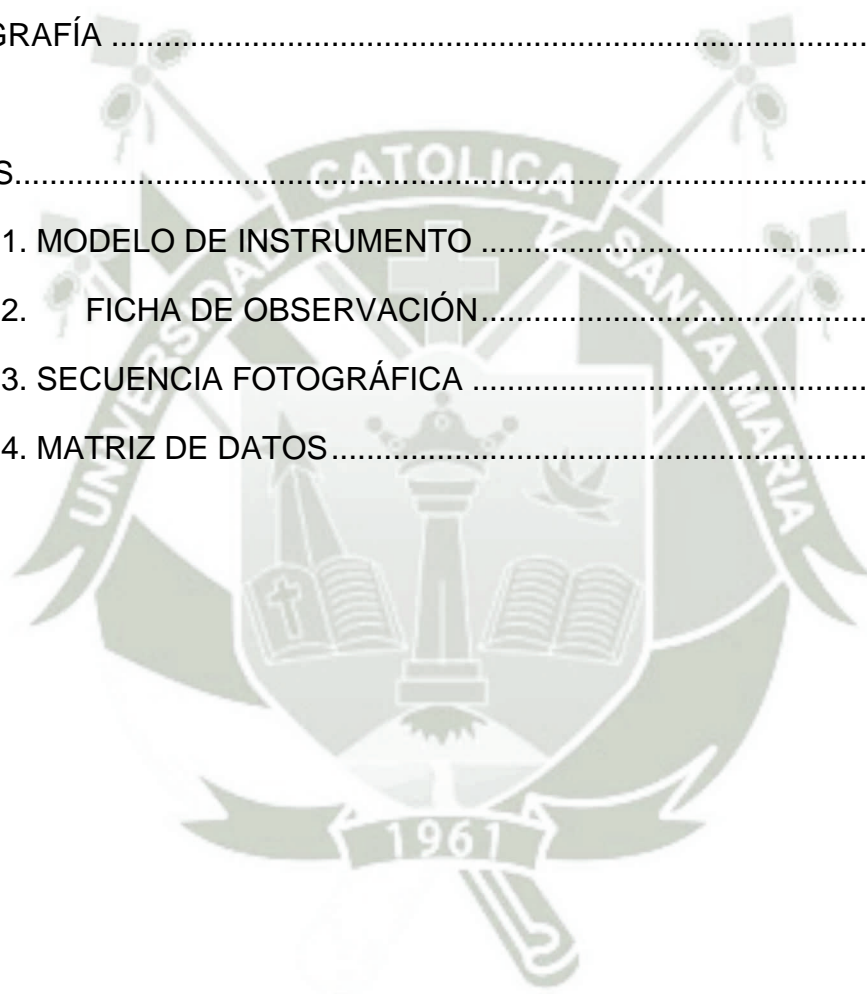 GRAFÍA ........................................................................................
S...................................................................................................
1. MODELO DE INSTRUMENTO ............................................
2. FICHA DE OBSERVACIÓN............................................
3. SECUENCIA FOTOGRÁFICA .............................................
4. MATRIZ DE DATOS.............................................................
UNIVERSIDAD CATOLICA SANTA MARIA
1961